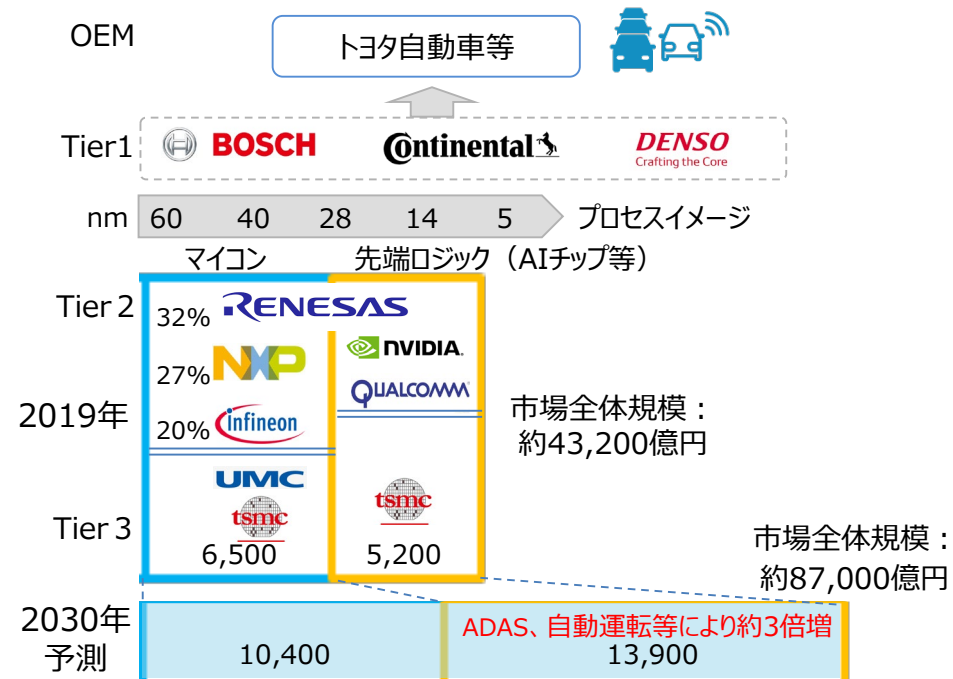 OEM
トヨタ自動車等
Tier1
BOSCH
Continental
DENSO
Crafting the Core
nm 60 40 28 14 5 プロセスイメージ
マイコン 先端ロジック（AIチップ等）
Tier 2
32% RENESAS
27% NXP
NVIDIA.
QUALCOMM
2019年
20% infineon
市場全体規模：
約43,200億円
UMC
tsmc
tsmc
Tier 3
6,500 5,200
市場全体規模：
約87,000億円
2030年
予測
ADAS、自動運転等により約3倍増
10,400 13,900